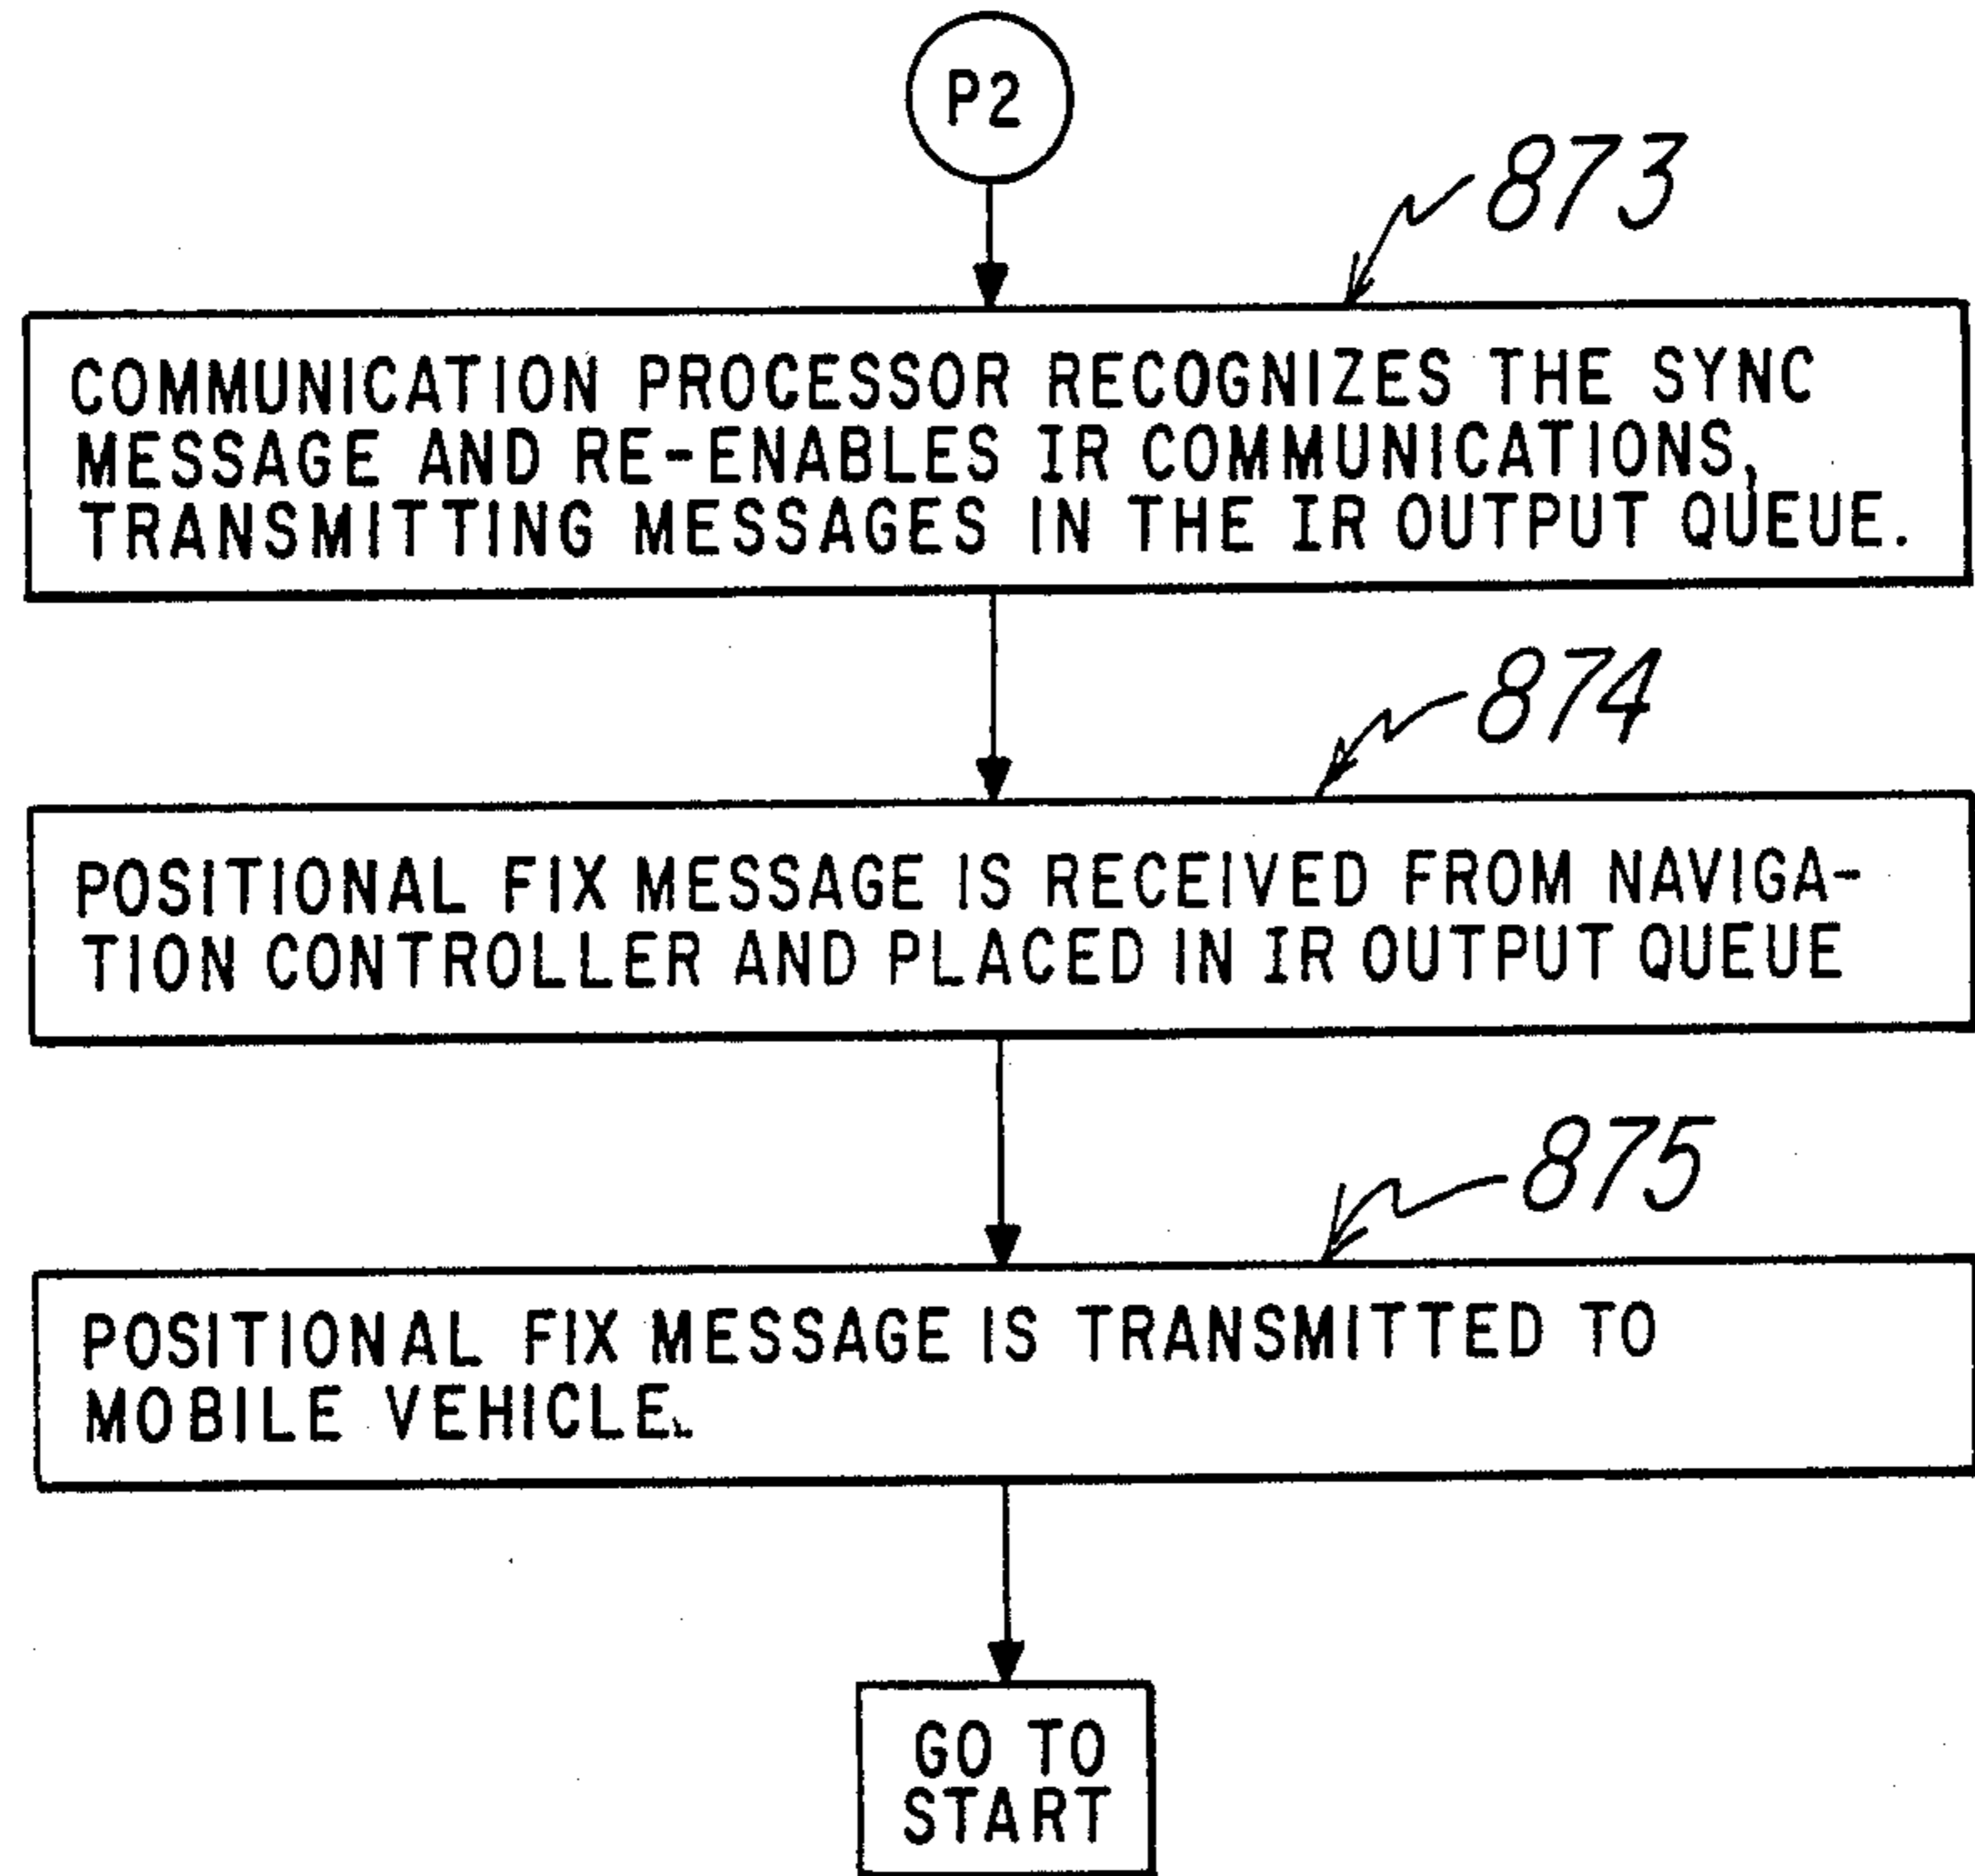 P2
873
COMMUNICATION PROCESSOR RECOGNIZES THE SYNC
MESSAGE AND RE-ENABLES IR COMMUNICATIONS,
TRANSMITTING MESSAGES IN THE IR OUTPUT QUEUE.
874
POSITIONAL FIX MESSAGE IS RECEIVED FROM NAVIGA-
TION CONTROLLER AND PLACED IN IR OUTPUT QUEUE
875
POSITIONAL FIX MESSAGE IS TRANSMITTED TO
MOBILE VEHICLE.
GO TO
START